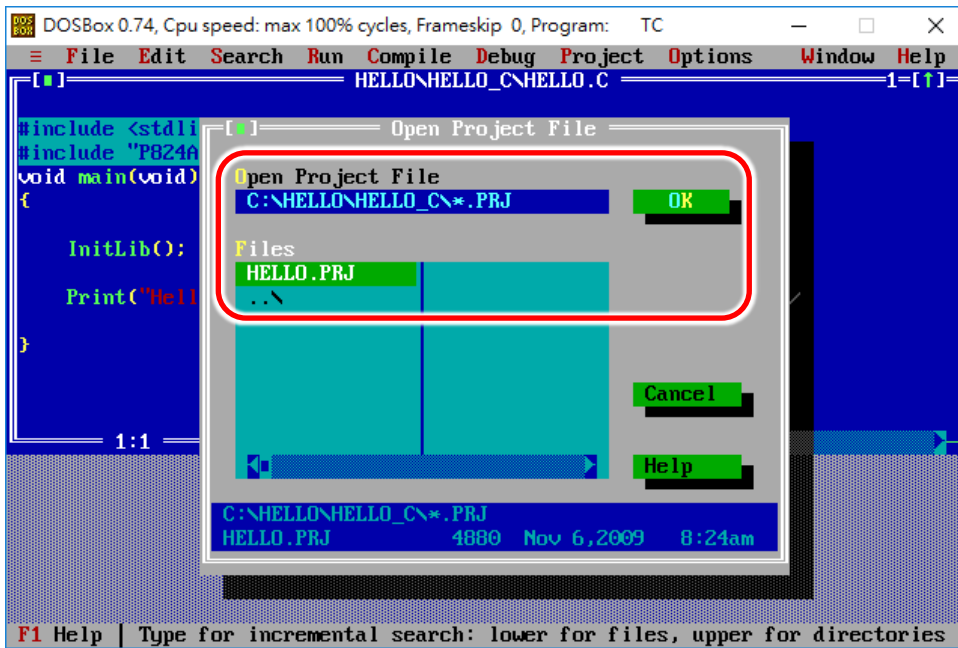 DOSBox 0.74, Cpu speed: max 100% cycles, Frameskip 0, Program: TC
≡ File Edit Search Run Compile Debug Project Options Window Help
[■] HELLO\HELLO_C\HELLO.C 1=[↑]
#include <stdli
#include "P824A
void main(void)
{
InitLib();
Print("Hell
}
1:1
[■] Open Project File
Open Project File
C:\HELLO\HELLO_C\*.PRJ OK
Files
HELLO.PRJ
..\
Cancel
Help
C:\HELLO\HELLO_C\*.PRJ
HELLO.PRJ 4880 Nov 6,2009 8:24am
F1 Help | Type for incremental search: lower for files, upper for directories